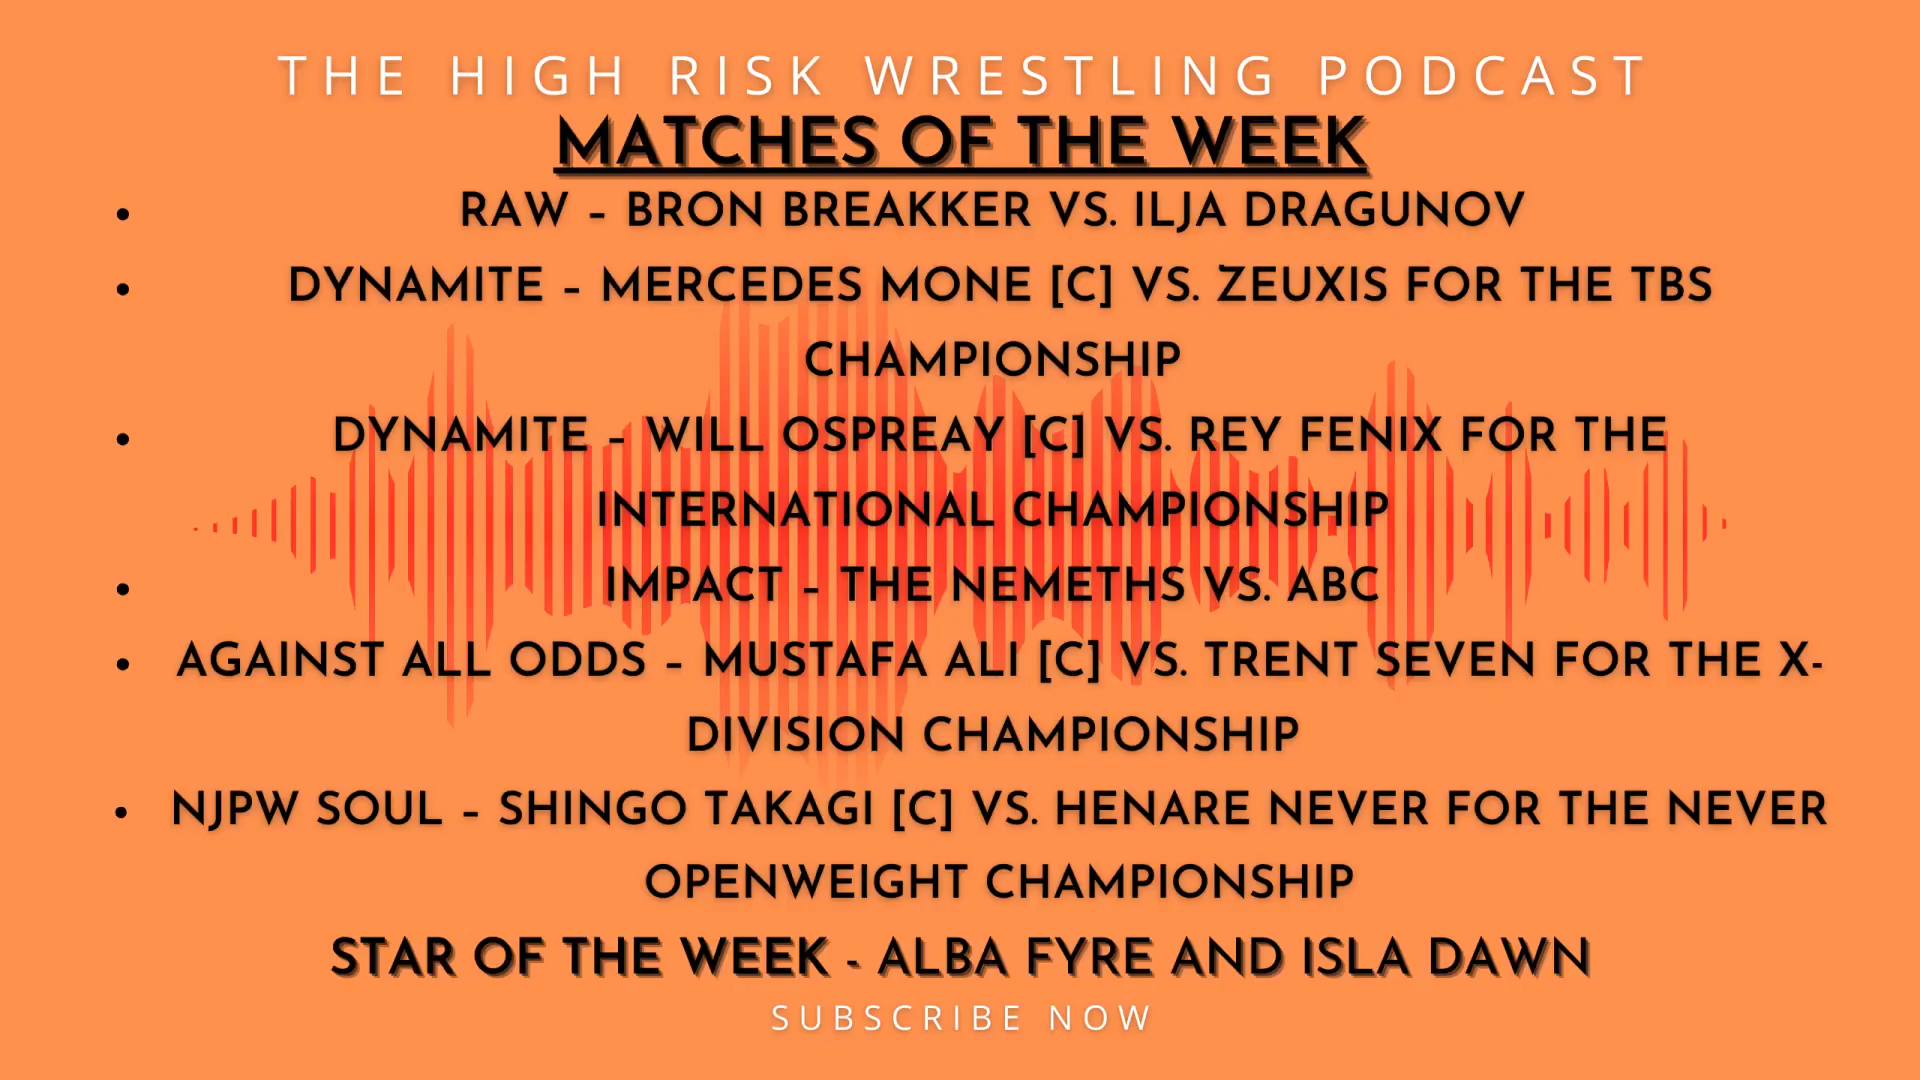 THE HIGH RISK WRESTLING PODCAST
MATCHES OF THE WEEK
• RAW – BRON BREAKKER VS. ILJA DRAGUNOV
• DYNAMITE – MERCEDES MONE [C] VS. ZEUXIS FOR THE TBS
CHAMPIONSHIP
• DYNAMITE – WILL OSPREAY [C] VS. REY FENIX FOR THE
INTERNATIONAL CHAMPIONSHIP
• IMPACT – THE NEMETHS VS. ABC
• AGAINST ALL ODDS – MUSTAFA ALI [C] VS. TRENT SEVEN FOR THE X-
DIVISION CHAMPIONSHIP
• NJPW SOUL – SHINGO TAKAGI [C] VS. HENARE NEVER FOR THE NEVER
OPENWEIGHT CHAMPIONSHIP
STAR OF THE WEEK - ALBA FYRE AND ISLA DAWN
SUBSCRIBE NOW